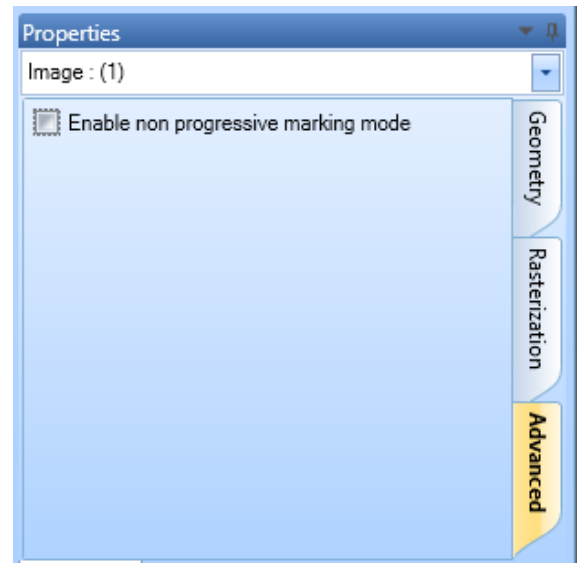 Properties
Image : (1)
Enable non progressive marking mode
Geometry
Rasterization
Advanced